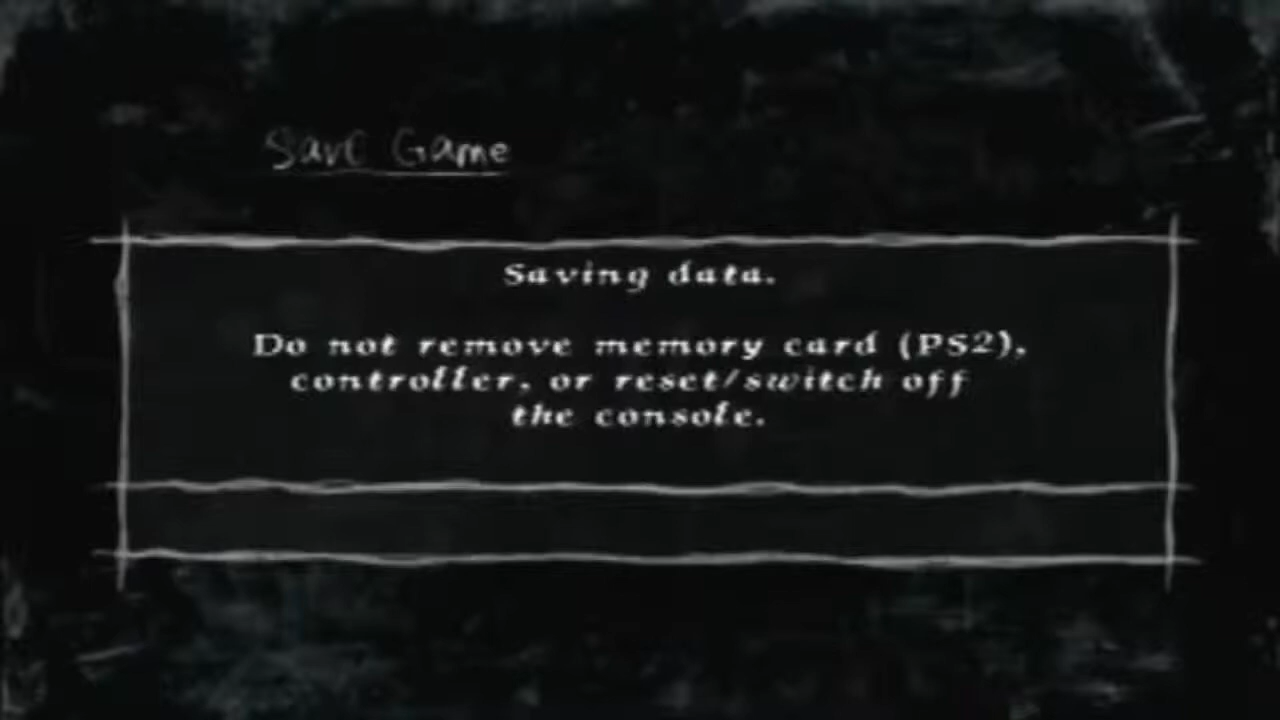 Save Game
Saving data.
Do not remove memory card (PS2),
controller, or reset/switch off
the console.